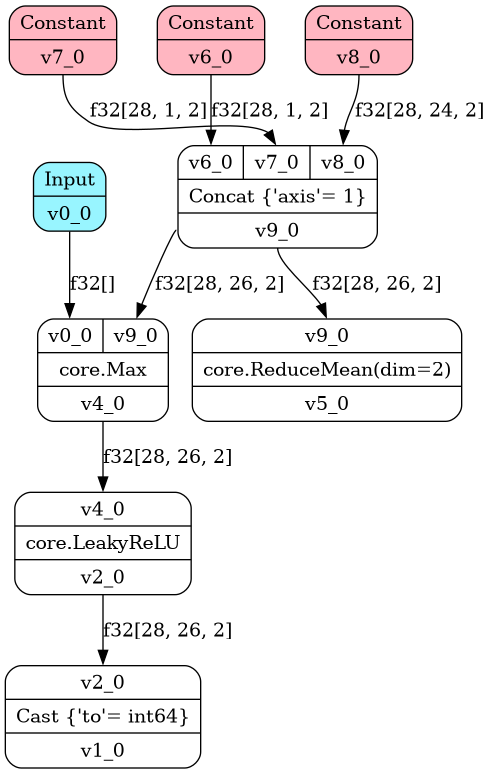 Constant
v7_0
Constant
v6_0
Constant
v8_0
f32[28, 1, 2]
f32[28, 1, 2]
f32[28, 24, 2]
Input
v0_0
v6_0 v7_0 v8_0
Concat {'axis'= 1}
v9_0
f32[]
f32[28, 26, 2]
f32[28, 26, 2]
v0_0 v9_0
core.Max
v4_0
v9_0
core.ReduceMean(dim=2)
v5_0
f32[28, 26, 2]
v4_0
core.LeakyReLU
v2_0
f32[28, 26, 2]
v2_0
Cast {'to'= int64}
v1_0